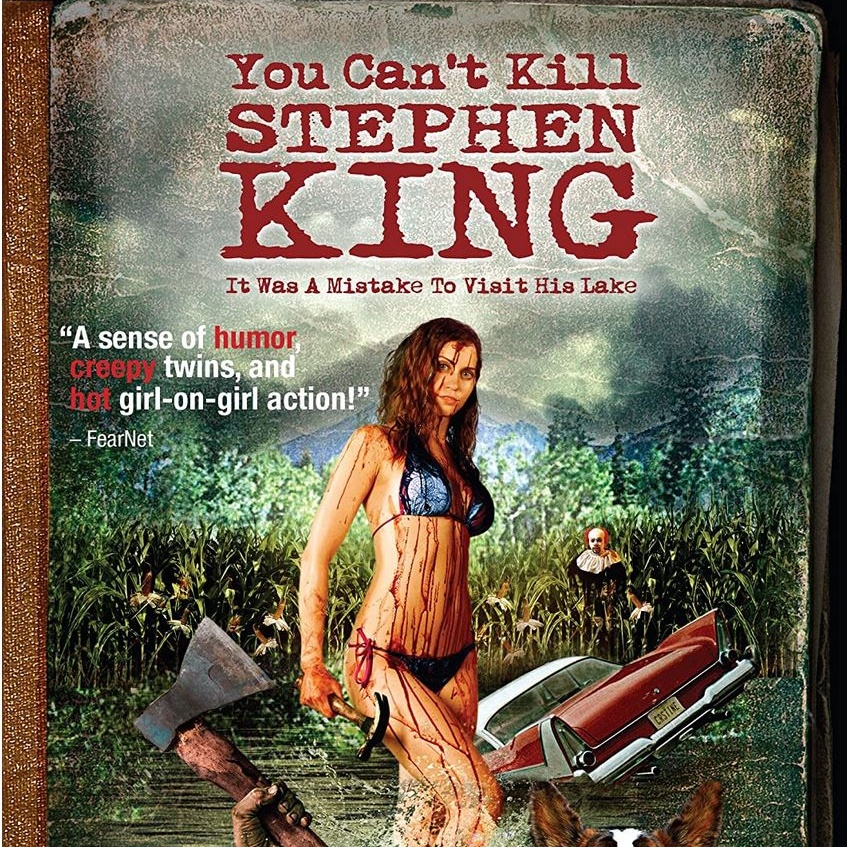 You Can't Kill
STEPHEN
KING
It Was A Mistake To Visit His Lake
“A sense of humor,
creepy twins, and
hot girl-on-girl action!”
– FearNet